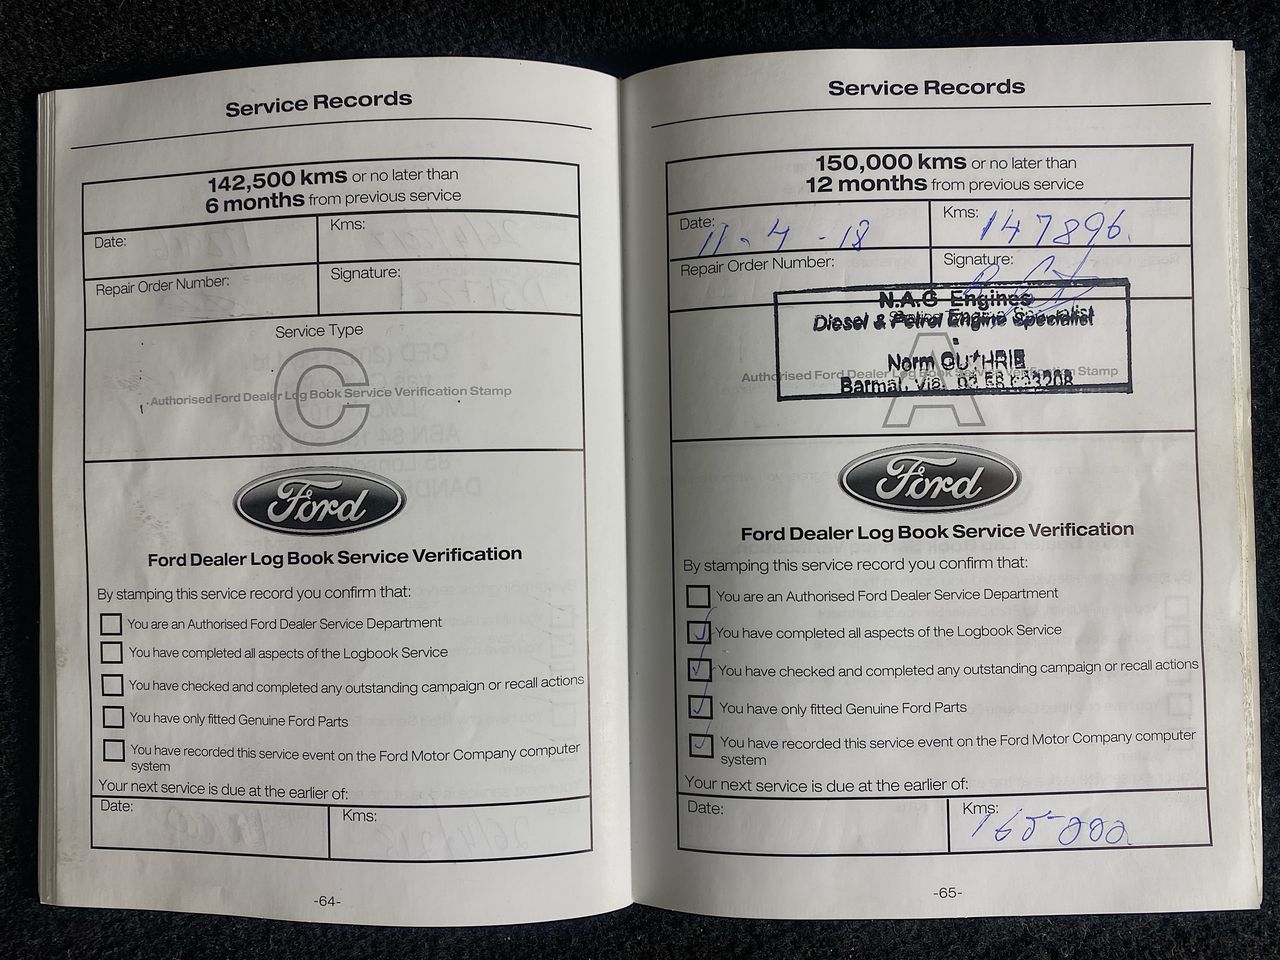 Service Records
142,500 kms or no later than
6 months from previous service
Date:
Kms:
Repair Order Number:
Signature:
Service Type
C
Authorised Ford Dealer Log Book Service Verification Stamp
Ford
Ford Dealer Log Book Service Verification
By stamping this service record you confirm that:
You are an Authorised Ford Dealer Service Department
You have completed all aspects of the Logbook Service
You have checked and completed any outstanding campaign or recall actions
You have only fitted Genuine Ford Parts
You have recorded this service event on the Ford Motor Company computer
system
Your next service is due at the earlier of:
Date:
Kms:
-64-
Service Records
150,000 kms or no later than
12 months from previous service
Date: 11-4-18
Kms: 147896.
Repair Order Number:
Signature:
N.A.G Engines
Diesel & Petrol Engine Specialist
Norm GUTHRIE
Authorised Ford Dealer Log Book Service Verification Stamp
A
Ford
Ford Dealer Log Book Service Verification
By stamping this service record you confirm that:
You are an Authorised Ford Dealer Service Department
You have completed all aspects of the Logbook Service
You have checked and completed any outstanding campaign or recall actions
You have only fitted Genuine Ford Parts
You have recorded this service event on the Ford Motor Company computer
system
Your next service is due at the earlier of:
Date:
Kms:
-65-